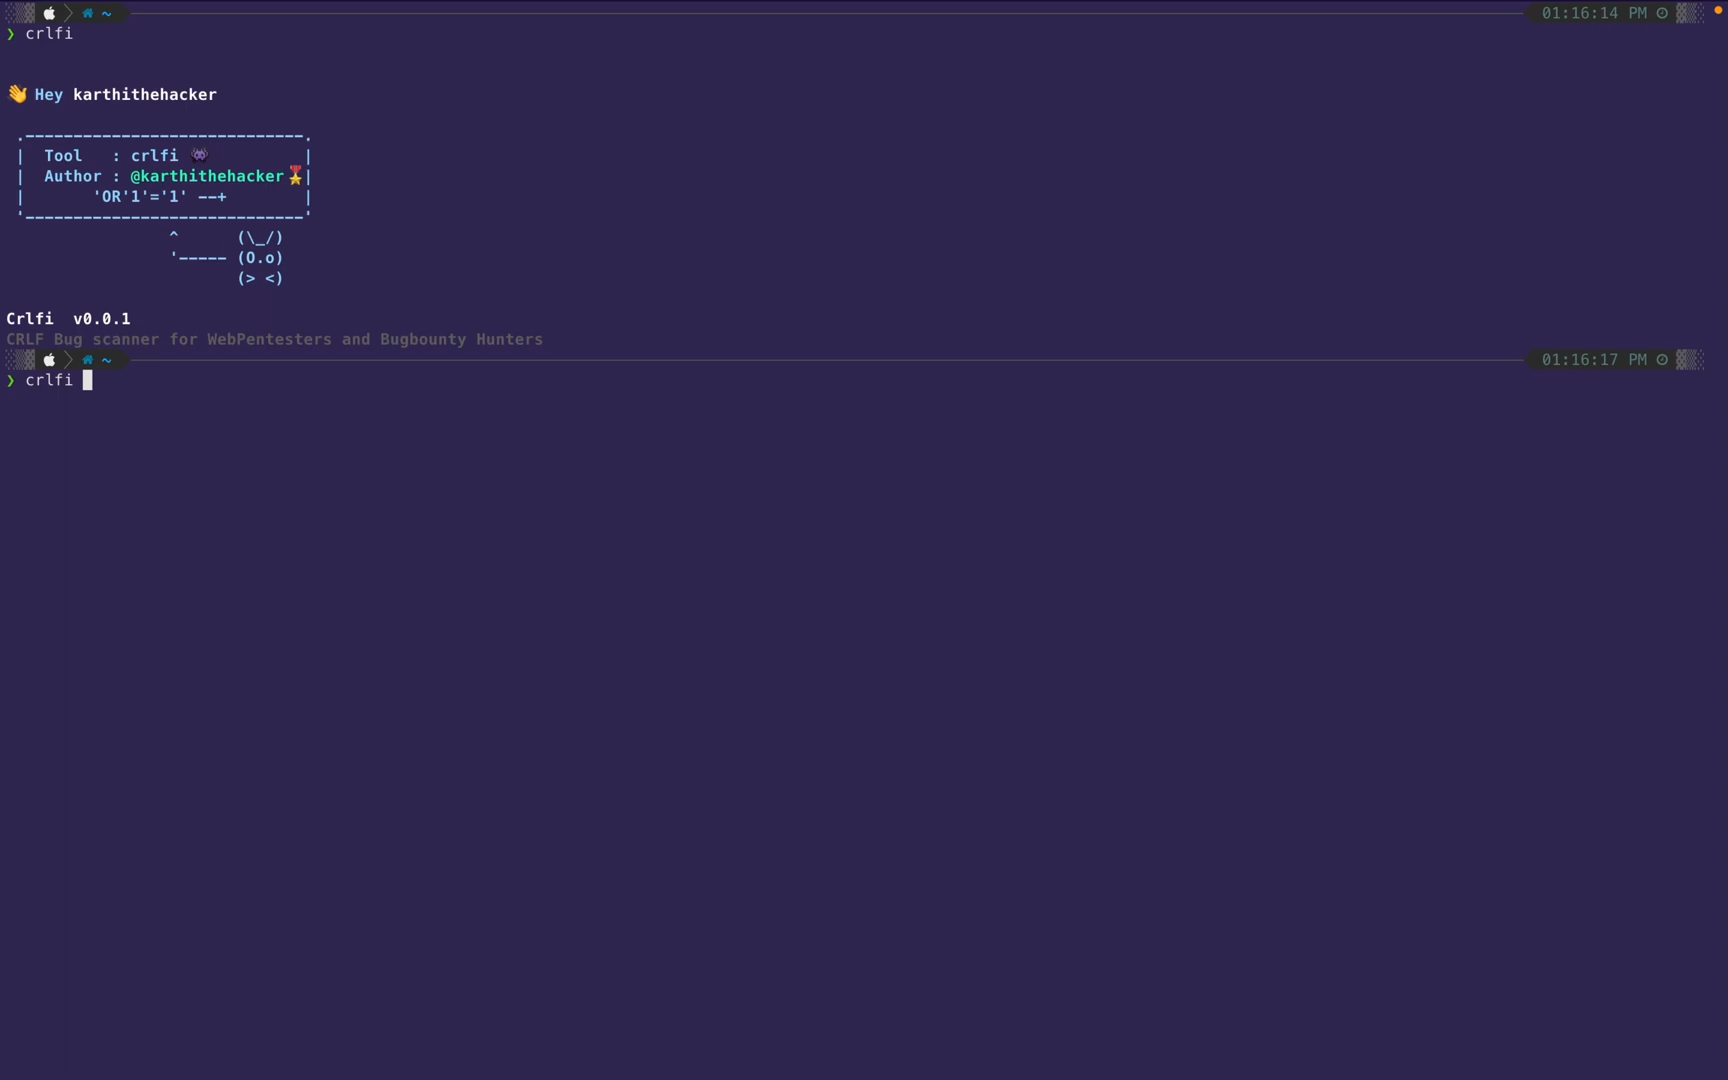 ~ 01:16:14 PM
❯ crlfi
👋 Hey karthithehacker
.-----------------------------.
| Tool   : crlfi 👾 |
| Author : @karthithehacker🎖|
| 'OR'1'='1' --+ |
'-----------------------------'
^ (\_/)
'----- (O.o)
(> <)
Crlfi  v0.0.1
CRLF Bug scanner for WebPentesters and Bugbounty Hunters
~ 01:16:17 PM
❯ crlfi